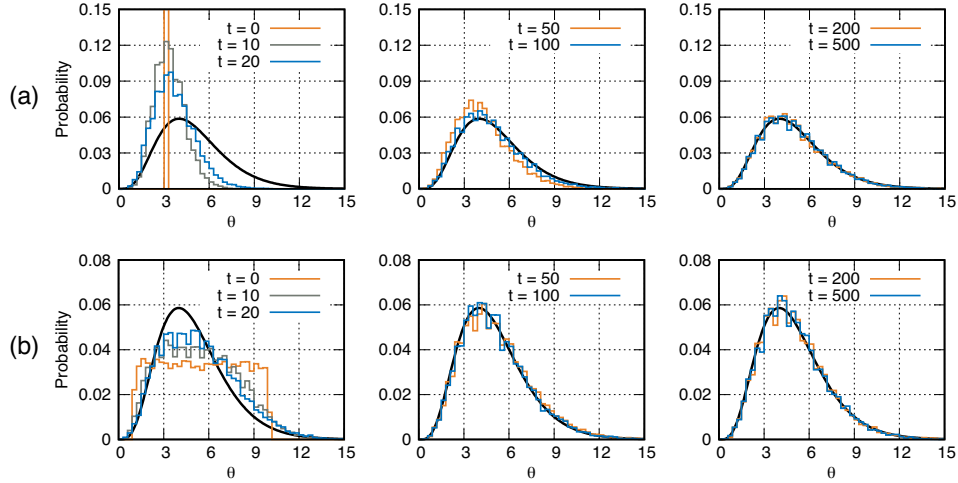 (a)
Probability
0.15
0.12
0.09
0.06
0.03
0
t = 0
t = 10
t = 20
0 3 6 9 12 15
θ
0.15
0.12
0.09
0.06
0.03
0
t = 50
t = 100
0 3 6 9 12 15
θ
0.15
0.12
0.09
0.06
0.03
0
t = 200
t = 500
0 3 6 9 12 15
θ
(b)
Probability
0.08
0.06
0.04
0.02
0
t = 0
t = 10
t = 20
0 3 6 9 12 15
θ
0.08
0.06
0.04
0.02
0
t = 50
t = 100
0 3 6 9 12 15
θ
0.08
0.06
0.04
0.02
0
t = 200
t = 500
0 3 6 9 12 15
θ